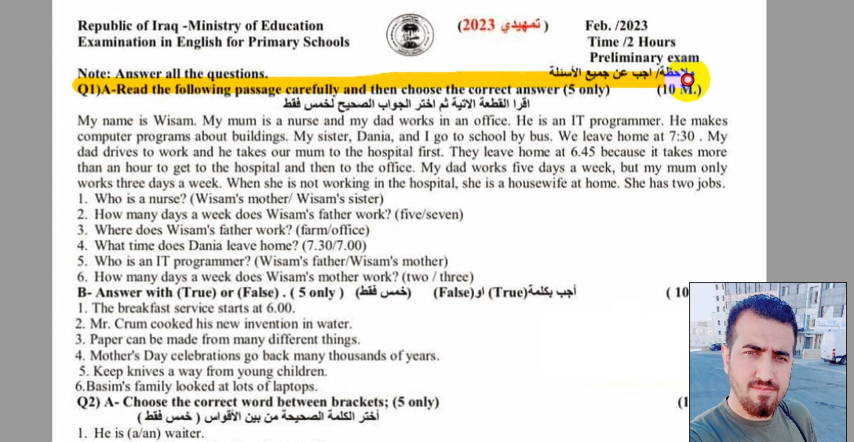 Republic of Iraq -Ministry of Education
(تمهيدي 2023)
Feb. /2023
Examination in English for Primary Schools
Time /2 Hours
Preliminary exam
Note: Answer all the questions.
ملاحظة/ اجب عن جميع الأسئلة
Q1)A-Read the following passage carefully and then choose the correct answer (5 only) (10 M.)
اقرا القطعة الاتية ثم اختر الجواب الصحيح لخمس فقط
My name is Wisam. My mum is a nurse and my dad works in an office. He is an IT programmer. He makes
computer programs about buildings. My sister, Dania, and I go to school by bus. We leave home at 7:30 . My
dad drives to work and he takes our mum to the hospital first. They leave home at 6.45 because it takes more
than an hour to get to the hospital and then to the office. My dad works five days a week, but my mum only
works three days a week. When she is not working in the hospital, she is a housewife at home. She has two jobs.
1. Who is a nurse? (Wisam's mother/ Wisam's sister)
2. How many days a week does Wisam's father work? (five/seven)
3. Where does Wisam's father work? (farm/office)
4. What time does Dania leave home? (7.30/7.00)
5. Who is an IT programmer? (Wisam's father/Wisam's mother)
6. How many days a week does Wisam's mother work? (two / three)
B- Answer with (True) or (False) . ( 5 only ) (خمس فقط) أجب بكلمة(True) او (False) ( 10
1. The breakfast service starts at 6.00.
2. Mr. Crum cooked his new invention in water.
3. Paper can be made from many different things.
4. Mother's Day celebrations go back many thousands of years.
5. Keep knives a way from young children.
6.Basim's family looked at lots of laptops.
Q2) A- Choose the correct word between brackets; (5 only) (1
أختر الكلمة الصحيحة من بين الأقواس ( خمس فقط )
1. He is (a/an) waiter.